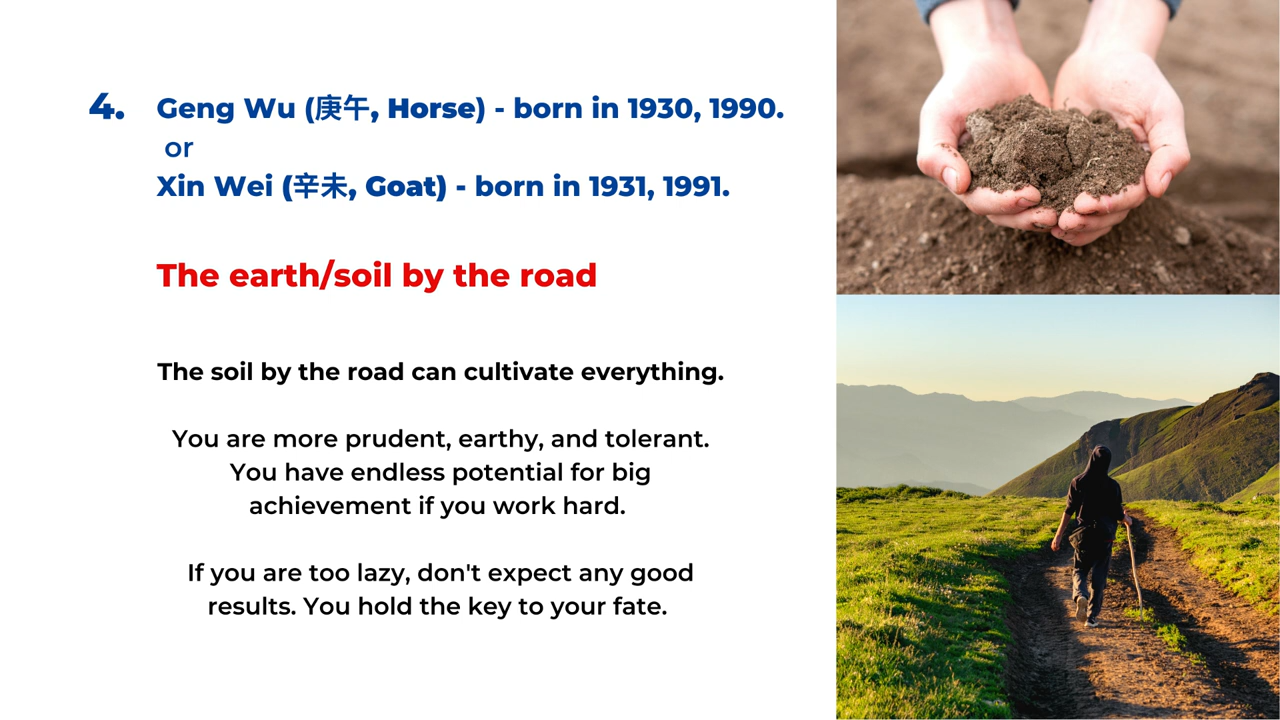 4. Geng Wu (庚午, Horse) - born in 1930, 1990.
or
Xin Wei (辛未, Goat) - born in 1931, 1991.
The earth/soil by the road
The soil by the road can cultivate everything.
You are more prudent, earthy, and tolerant.
You have endless potential for big
achievement if you work hard.
If you are too lazy, don't expect any good
results. You hold the key to your fate.